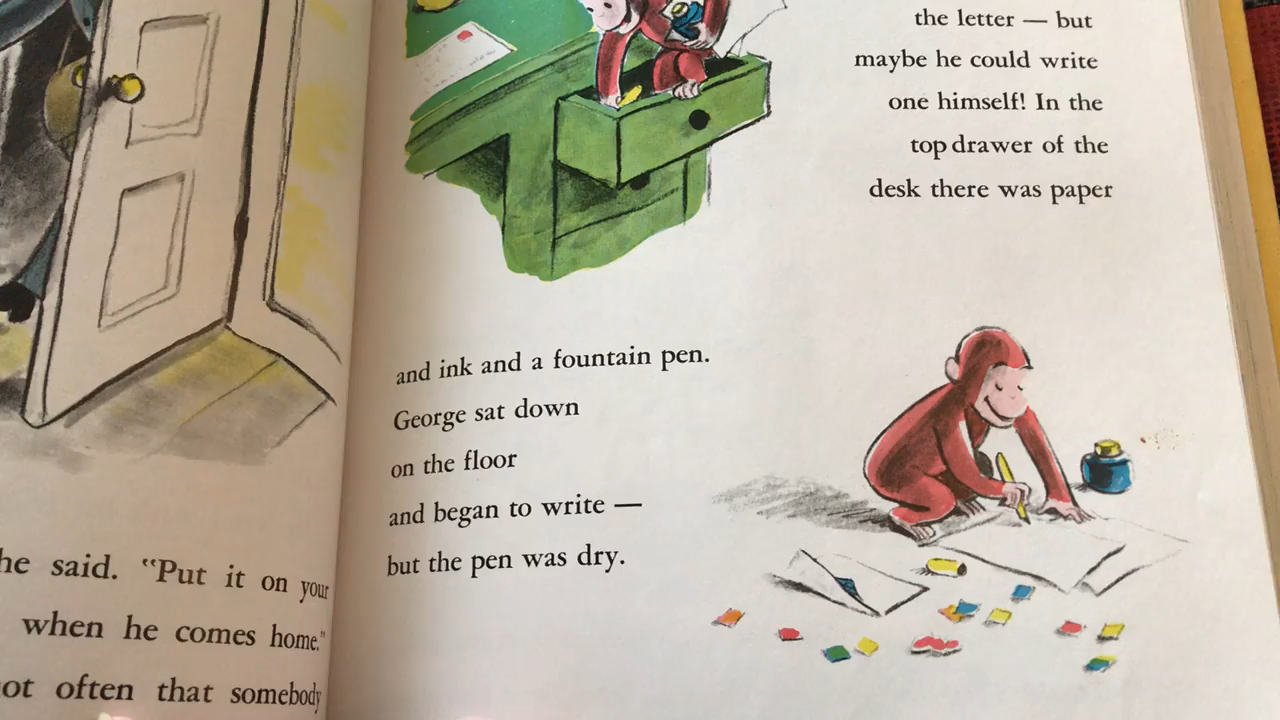 he said. "Put it on your
when he comes home."
often that somebody
the letter — but
maybe he could write
one himself! In the
top drawer of the
desk there was paper
and ink and a fountain pen.
George sat down
on the floor
and began to write —
but the pen was dry.